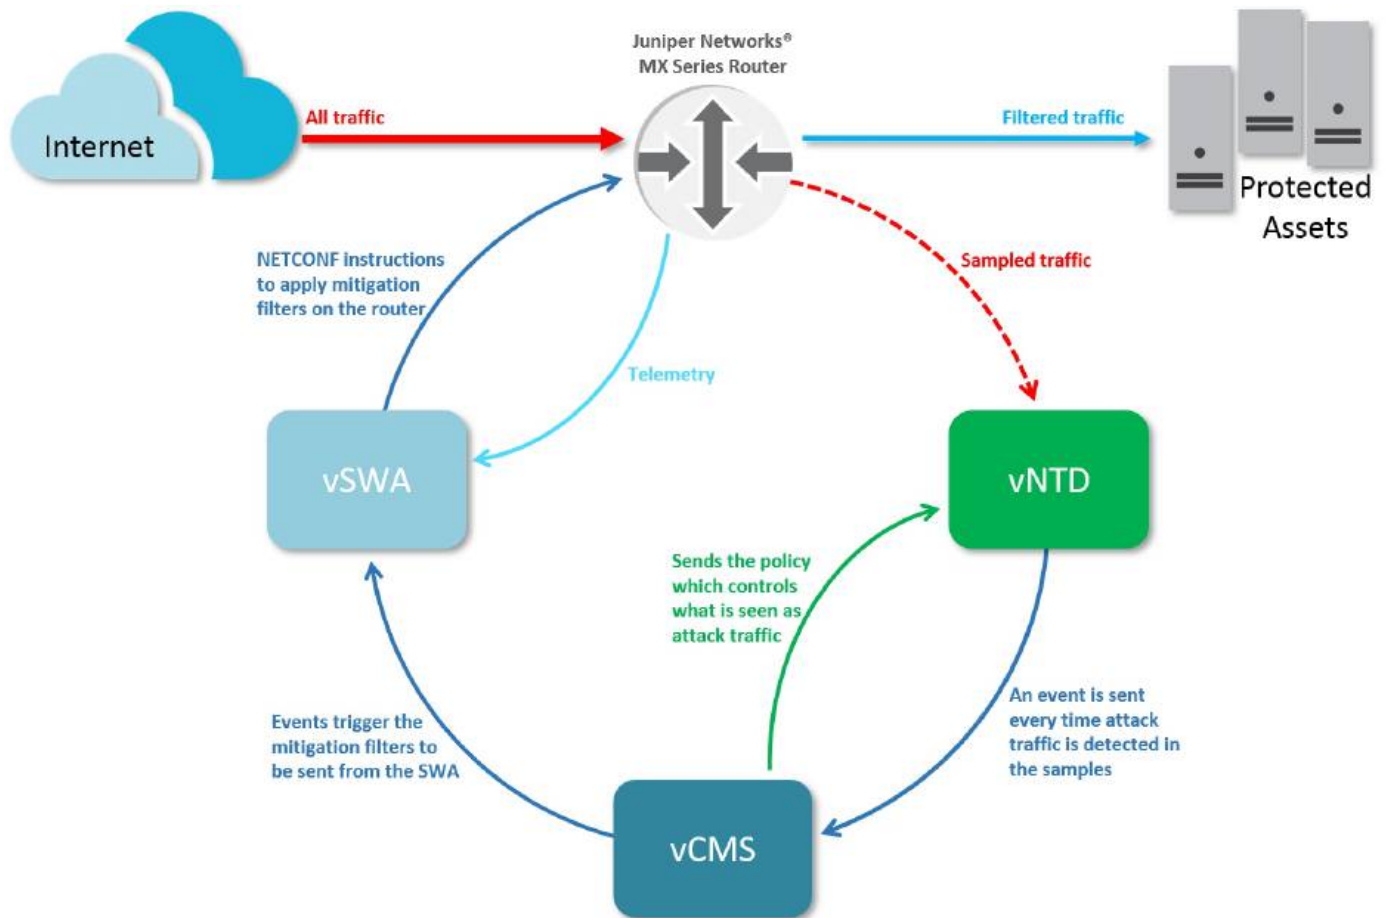 Juniper Networks®
MX Series Router
All traffic
Filtered traffic
Internet
Protected
Assets
NETCONF instructions
to apply mitigation
filters on the router
Sampled traffic
Telemetry
vSWA
vNTD
Sends the policy
which controls
what is seen as
attack traffic
An event is sent
every time attack
traffic is detected in
the samples
Events trigger the
mitigation filters to
be sent from the SWA
vCMS